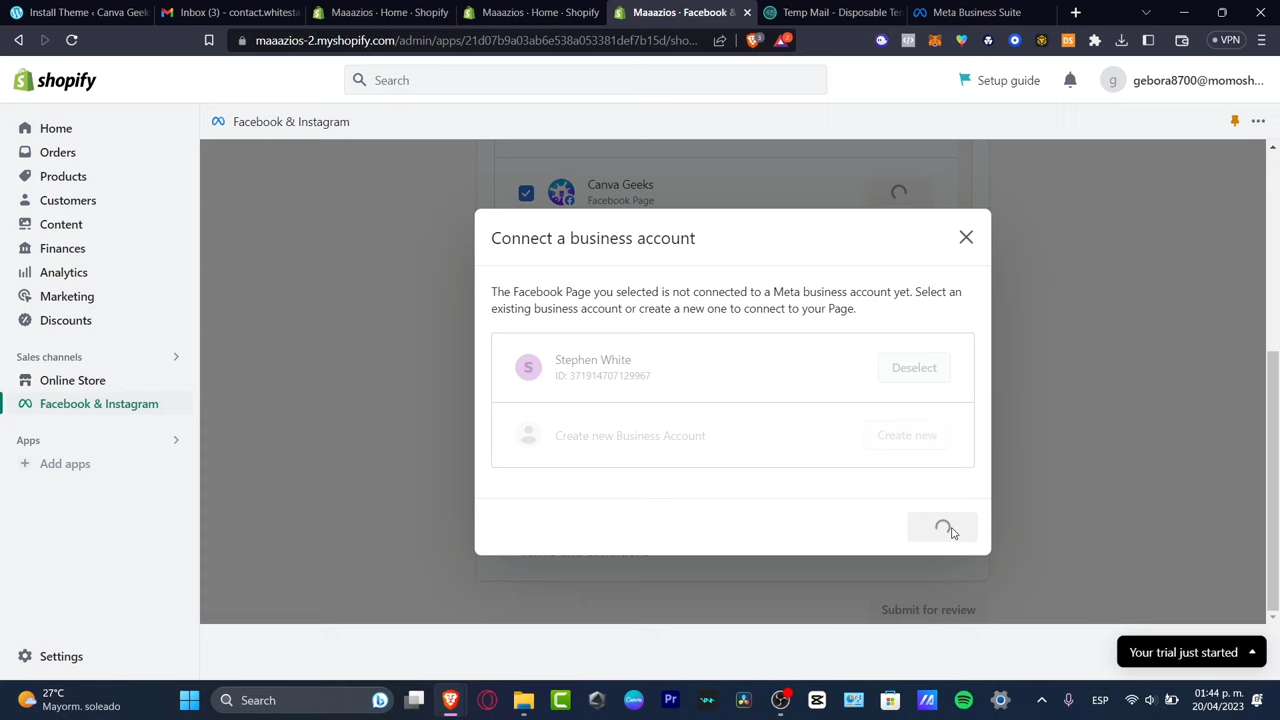 Install Theme ‹ Canva Geek
Inbox (3) - contact.whitest
Maaazios · Home · Shopify
Maaazios · Home · Shopify
Maaazios - Facebook &
Temp Mail - Disposable Te
Meta Business Suite
maaazios-2.myshopify.com/admin/apps/21d07b9a03ab6e538a053381def7b15d/sho...
3
2
DS
VPN
shopify
Search
Setup guide
g
gebora8700@momosh...
Home
Orders
Products
Customers
Content
Finances
Analytics
Marketing
Discounts
Sales channels
Online Store
Facebook & Instagram
Apps
Add apps
Settings
Facebook & Instagram
Canva Geeks
Facebook Page
Connect a business account
The Facebook Page you selected is not connected to a Meta business account yet. Select an
existing business account or create a new one to connect to your Page.
S
Stephen White
ID: 371914707129967
Deselect
Create new Business Account
Create new
Submit for review
Your trial just started
27°C
Mayorm. soleado
Search
Pr
ESP
01:44 p. m.
20/04/2023